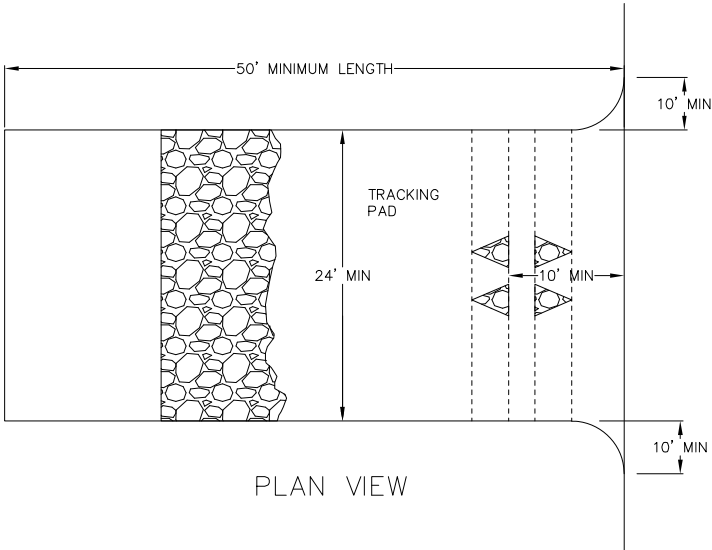 50' MINIMUM LENGTH
10' MIN
TRACKING
PAD
24' MIN
10' MIN
10' MIN
PLAN VIEW